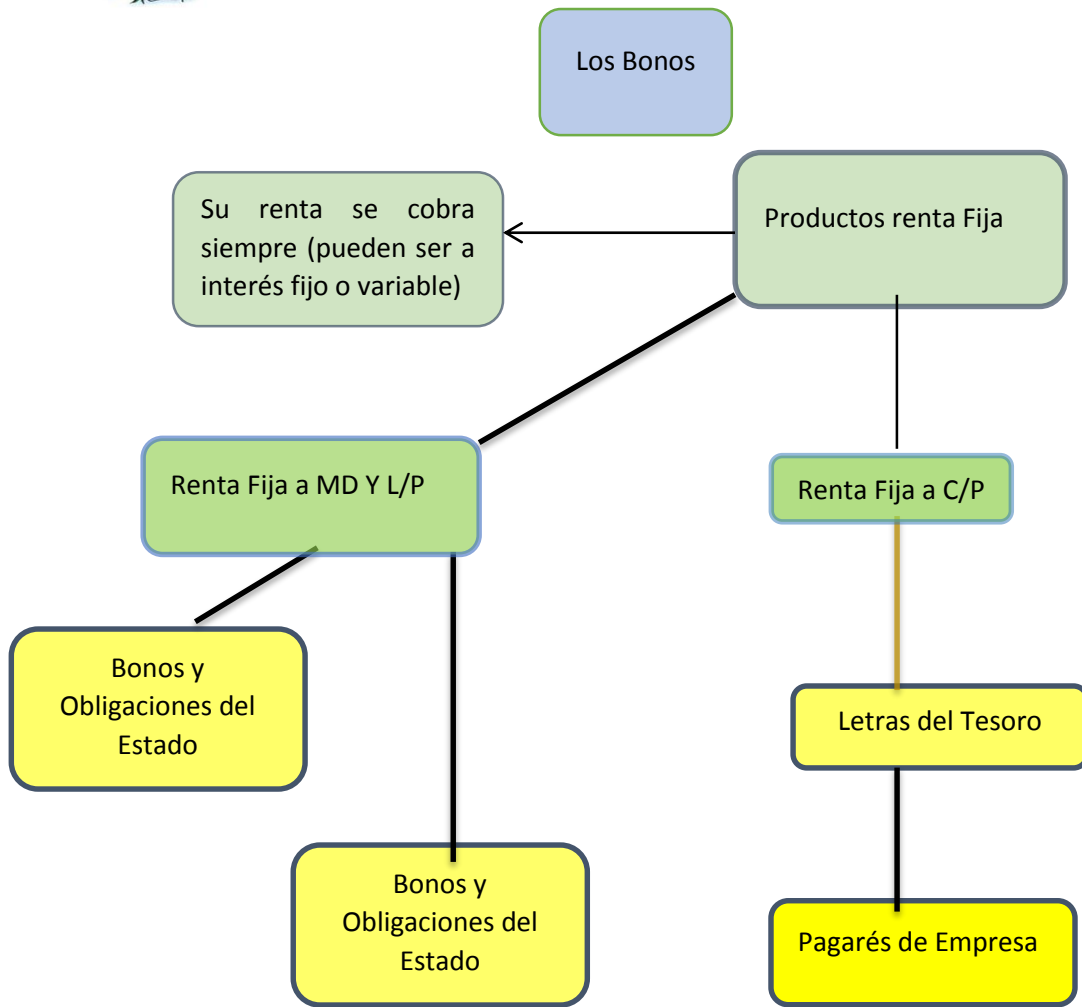 Los Bonos
Productos renta Fija
Su renta se cobra
siempre (pueden ser a
interés fijo o variable)
Renta Fija a MD Y L/P
Renta Fija a C/P
Bonos y
Obligaciones del
Estado
Letras del Tesoro
Bonos y
Obligaciones del
Estado
Pagarés de Empresa